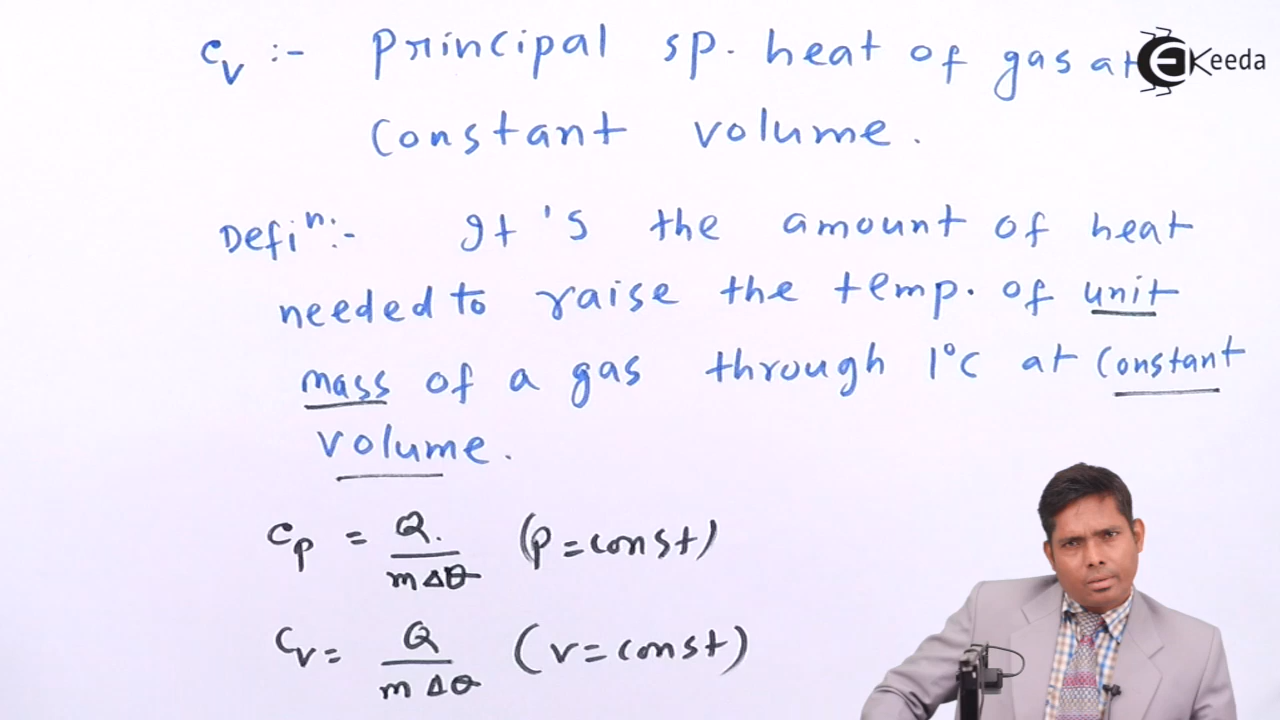 Cv :- Principal sp. heat of gas at
Constant volume.
Defiⁿ:- It's the amount of heat
needed to raise the temp. of unit
mass of a gas through 1°C at Constant
volume.
Cp = Q. / mΔθ (P=const)
Cv = Q / mΔθ (V=const)
eKeeda